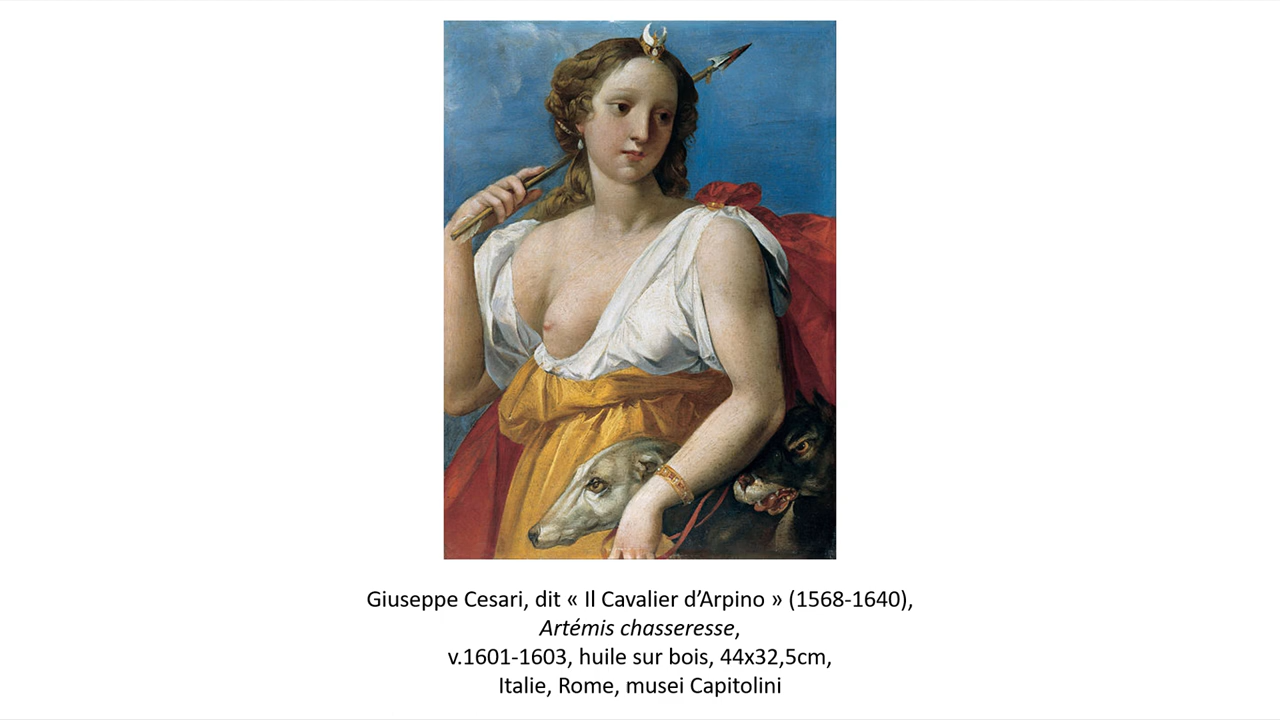 Giuseppe Cesari, dit « Il Cavalier d’Arpino » (1568-1640),
Artémis chasseresse,
v.1601-1603, huile sur bois, 44x32,5cm,
Italie, Rome, musei Capitolini